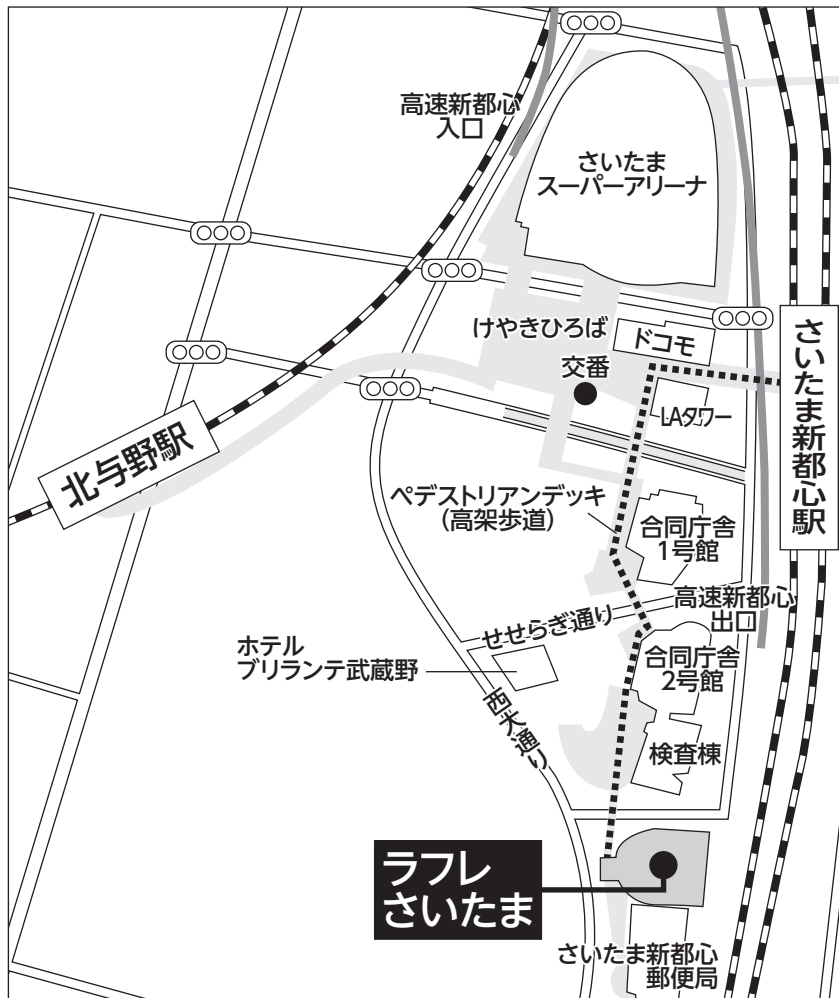 高速新都心
入口
さいたま
スーパーアリーナ
けやきひろば
ドコモ
交番
LAタワー
さいたま新都心駅
北与野駅
ペデストリアンデッキ
(高架歩道)
合同庁舎
1号館
高速新都心
出口
せせらぎ通り
ホテル
ブリランテ武蔵野
合同庁舎
2号館
西大通り
検査棟
ラフレ
さいたま
さいたま新都心
郵便局